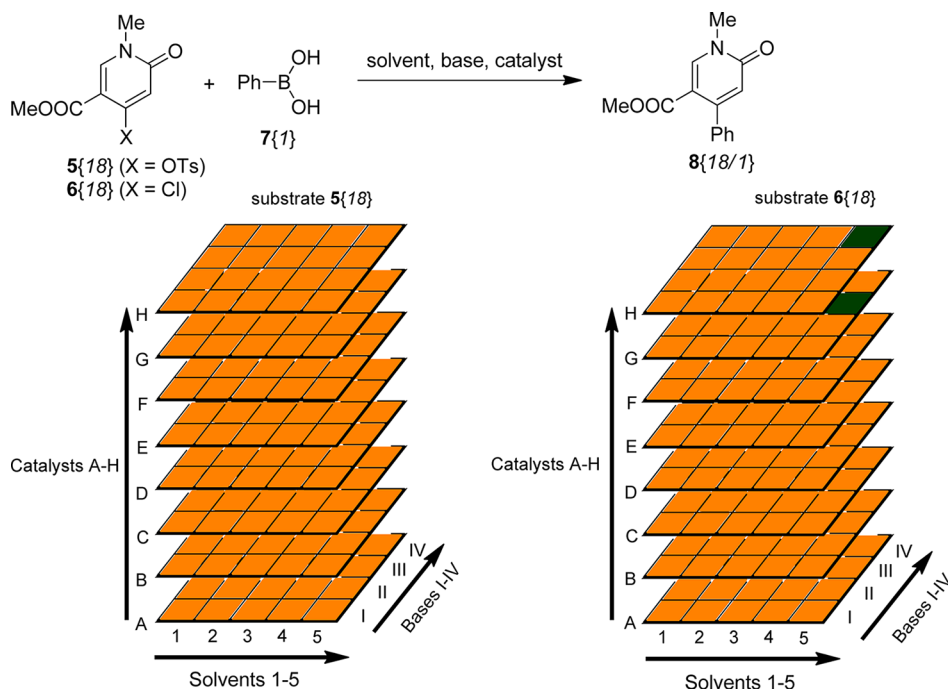 Me
N
O
MeOOC
X
+
Ph
B
OH
OH
solvent, base, catalyst
Me
N
O
MeOOC
Ph
5{18} (X = OTs)
6{18} (X = Cl)
7{1}
8{18/1}
substrate 5{18}
H
G
F
E
D
C
B
A
Catalysts A-H
1 2 3 4 5
Solvents 1-5
I
II
III
IV
Bases I-IV
substrate 6{18}
H
G
F
E
D
C
B
A
Catalysts A-H
1 2 3 4 5
Solvents 1-5
I
II
III
IV
Bases I-IV